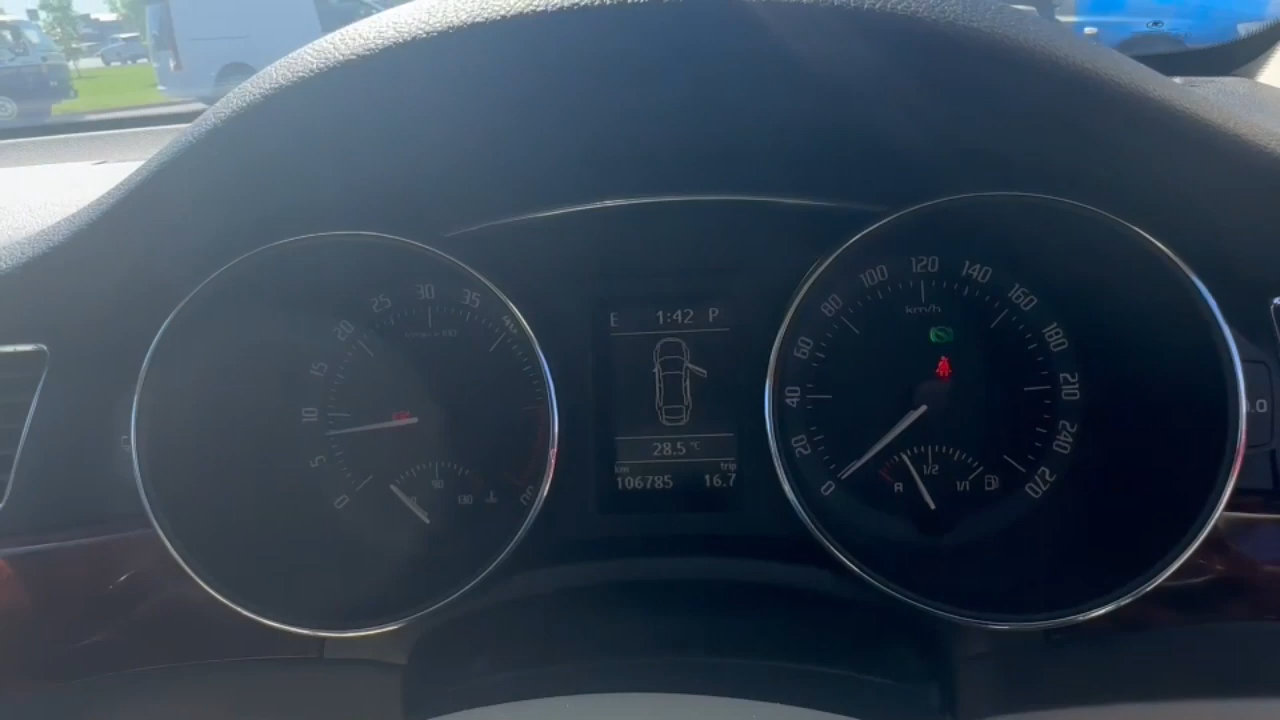 E 1:42 P
28.5 °C
km trip
106785 16.7
0 5 10 15 20 25 30 35
90 130
km/h
0 20 40 60 80 100 120 140 160 180 210 240 270
R 1/2 1/1